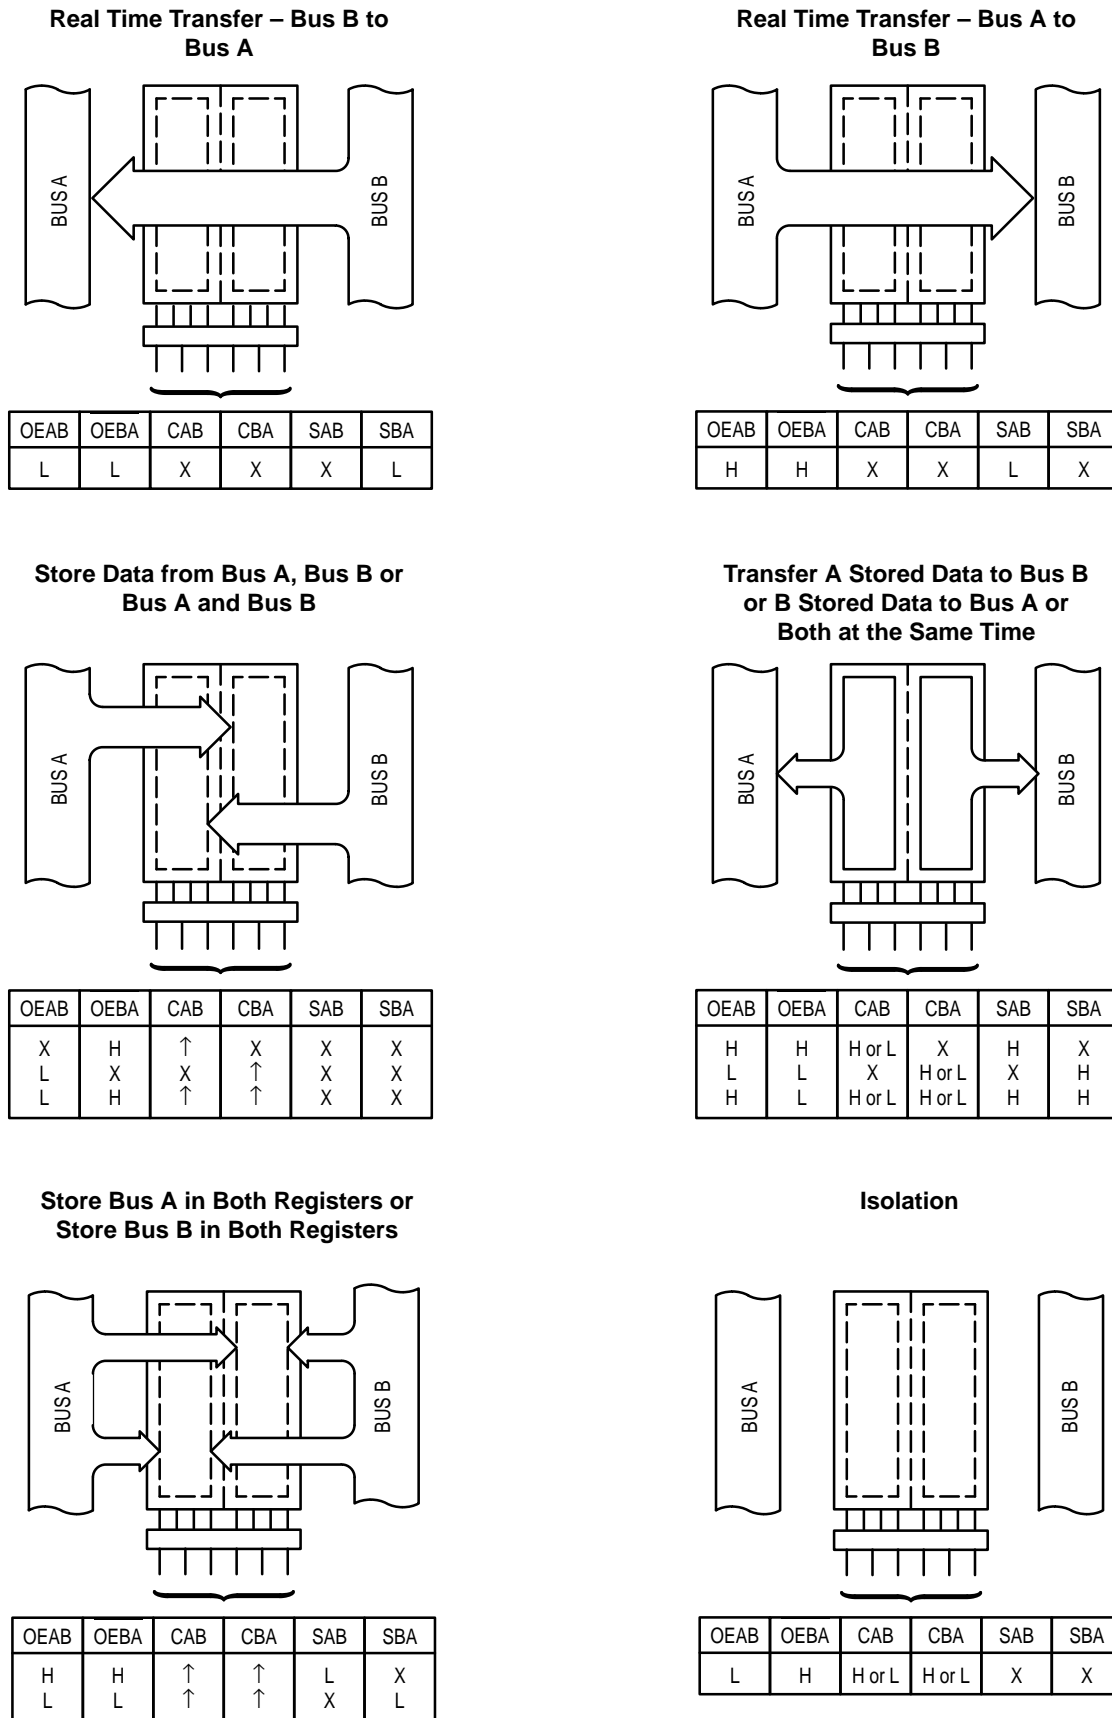 Real Time Transfer – Bus B to
Bus A
BUS A
BUS B
OEAB OEBA CAB CBA SAB SBA
L L X X X L
Real Time Transfer – Bus A to
Bus B
BUS A
BUS B
OEAB OEBA CAB CBA SAB SBA
H H X X L X
Store Data from Bus A, Bus B or
Bus A and Bus B
BUS A
BUS B
OEAB OEBA CAB CBA SAB SBA
X H ↑ X X X
L X X ↑ X X
L H ↑ ↑ X X
Transfer A Stored Data to Bus B
or B Stored Data to Bus A or
Both at the Same Time
BUS A
BUS B
OEAB OEBA CAB CBA SAB SBA
H H H or L X H X
L L X H or L X H
H L H or L H or L H H
Store Bus A in Both Registers or
Store Bus B in Both Registers
BUS A
BUS B
OEAB OEBA CAB CBA SAB SBA
H H ↑ ↑ L X
L L ↑ ↑ X L
Isolation
BUS A
BUS B
OEAB OEBA CAB CBA SAB SBA
L H H or L H or L X X